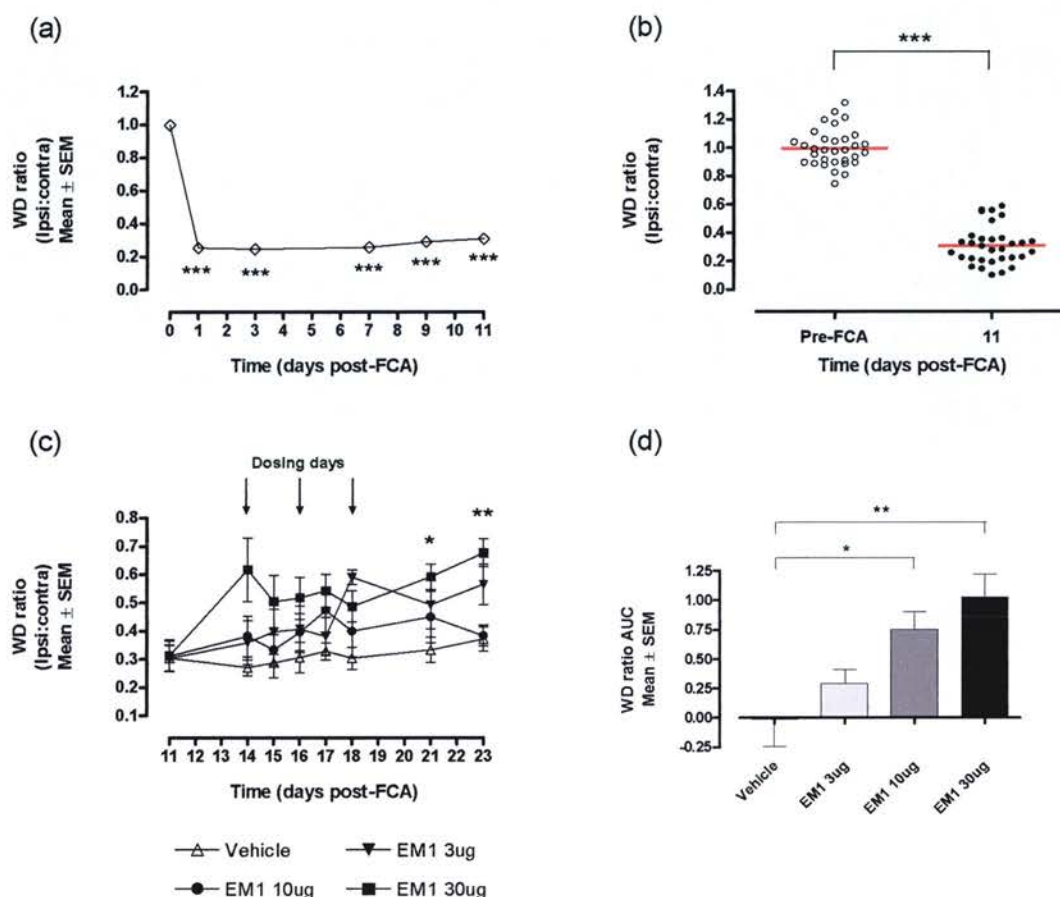 (a)
WD ratio
(Ipsi:contra)
Mean ± SEM
1.2
1.0
0.8
0.6
0.4
0.2
0.0
***
***
***
***
***
0 1 2 3 4 5 6 7 8 9 10 11
Time (days post-FCA)
(b)
***
WD ratio
(Ipsi:contra)
1.4
1.2
1.0
0.8
0.6
0.4
0.2
0.0
Pre-FCA 11
Time (days post-FCA)
(c)
Dosing days
WD ratio
(Ipsi:contra)
Mean ± SEM
0.8
0.7
0.6
0.5
0.4
0.3
0.2
0.1
*
**
11 12 13 14 15 16 17 18 19 20 21 22 23
Time (days post-FCA)
Vehicle
EM1 3ug
EM1 10ug
EM1 30ug
(d)
**
*
WD ratio AUC
Mean ± SEM
1.25
1.00
0.75
0.50
0.25
0.00
-0.25
Vehicle
EM1 3ug
EM1 10ug
EM1 30ug